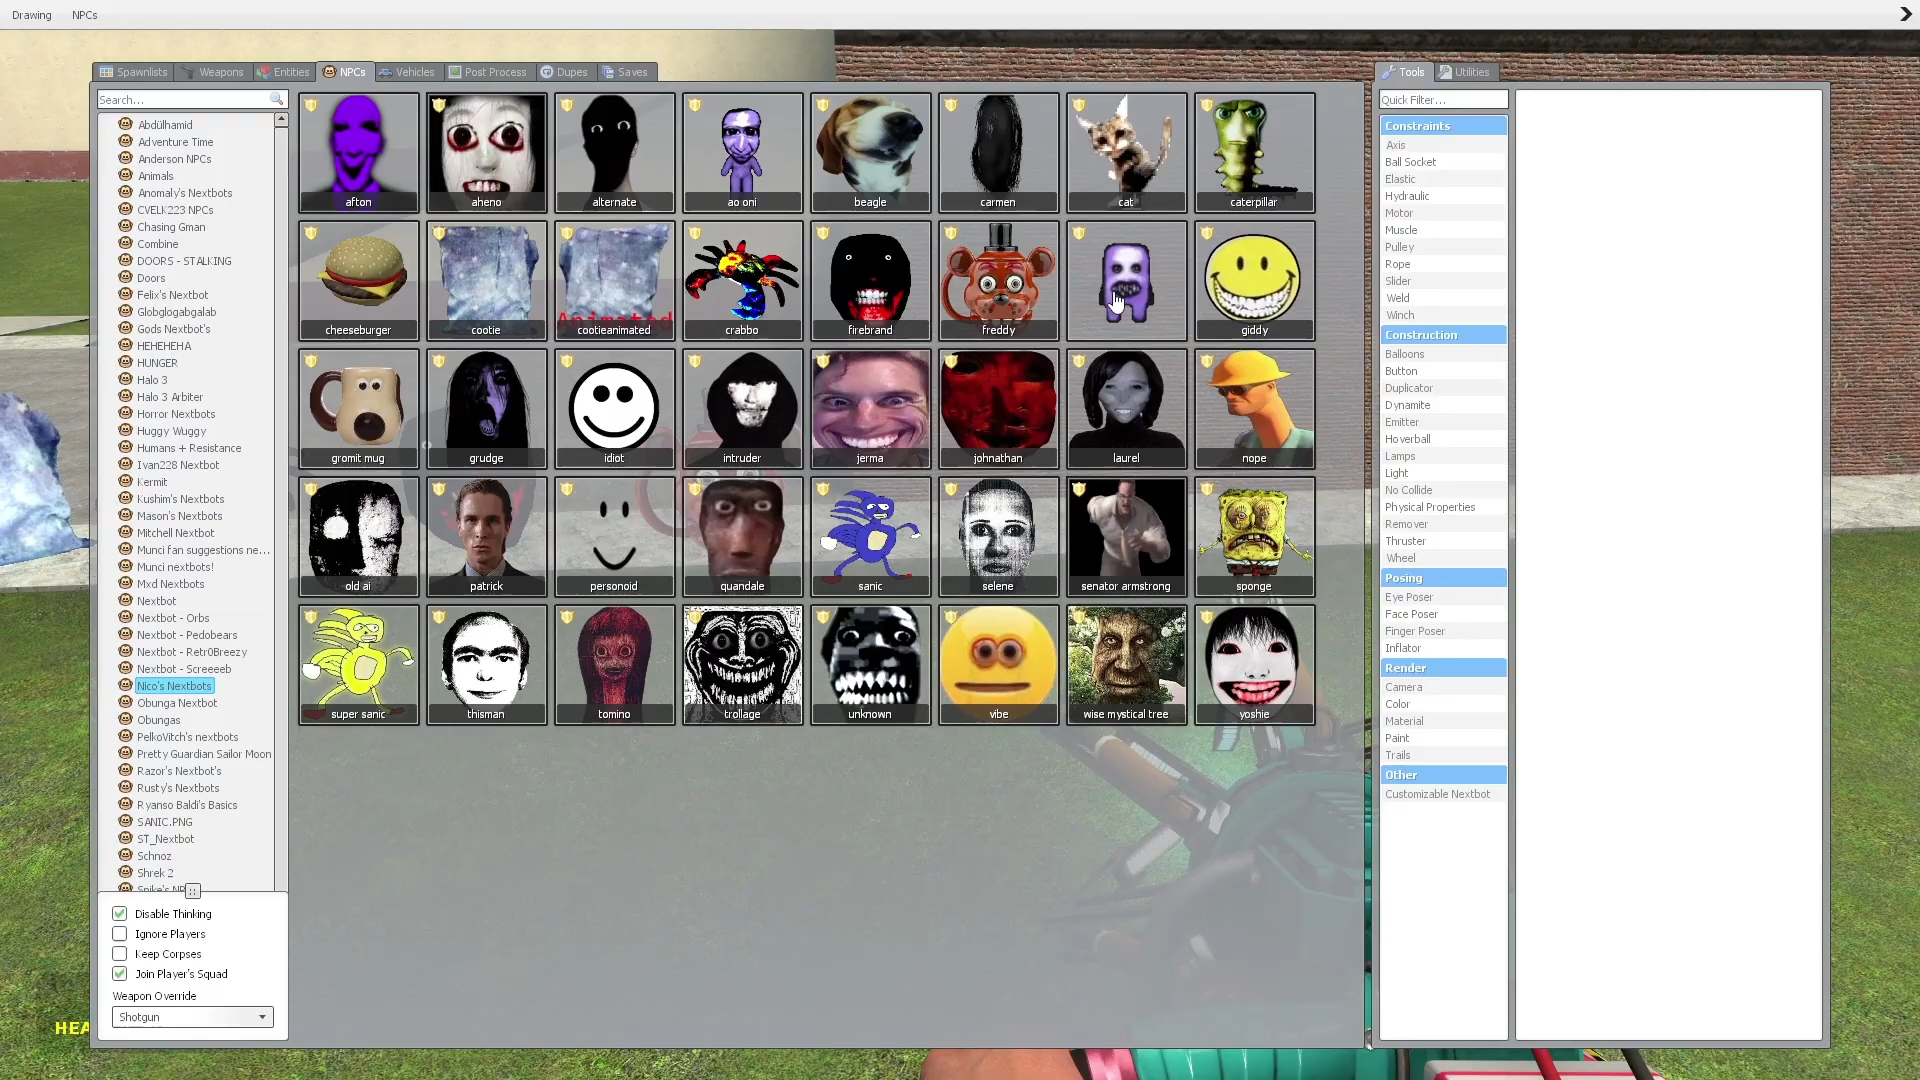 Drawing
NPCs
Spawnlists
Weapons
Entities
NPCs
Vehicles
Post Process
Dupes
Saves
Search...
Abdülhamid
Adventure Time
Anderson NPCs
Animals
Anomaly's Nextbots
CVELK223 NPCs
Chasing Gman
Combine
DOORS - STALKING
Doors
Felix's Nextbot
Globglogabgalab
Gods Nextbot's
HEHEHEHA
HUNGER
Halo 3
Halo 3 Arbiter
Horror Nextbots
Huggy Wuggy
Humans + Resistance
Ivan228 Nextbot
Kermit
Kushim's Nextbots
Mason's Nextbots
Mitchell Nextbot
Munci fan suggestions ne...
Munci nextbots!
Mxd Nextbots
Nextbot
Nextbot - Orbs
Nextbot - Pedobears
Nextbot - Retr0Breezy
Nextbot - Screeeeb
Nico's Nextbots
Obunga Nextbot
Obungas
PelkoVitch's nextbots
Pretty Guardian Sailor Moon
Razor's Nextbot's
Rusty's Nextbots
Ryanso Baldi's Basics
SANIC.PNG
ST_Nextbot
Schnoz
Shrek 2
Disable Thinking
Ignore Players
Keep Corpses
Join Player's Squad
Weapon Override
Shotgun
HEA
afton
aheno
alternate
ao oni
beagle
carmen
cat
caterpillar
cheeseburger
cootie
Animated
cootieanimated
crabbo
firebrand
freddy
giddy
gromit mug
grudge
idiot
intruder
jerma
johnathan
laurel
nope
old ai
patrick
personoid
quandale
sanic
selene
senator armstrong
sponge
super sanic
thisman
tomino
trollage
unknown
vibe
wise mystical tree
yoshie
Tools
Utilities
Quick Filter...
Constraints
Axis
Ball Socket
Elastic
Hydraulic
Motor
Muscle
Pulley
Rope
Slider
Weld
Winch
Construction
Balloons
Button
Duplicator
Dynamite
Emitter
Hoverball
Lamps
Light
No Collide
Physical Properties
Remover
Thruster
Wheel
Posing
Eye Poser
Face Poser
Finger Poser
Inflator
Render
Camera
Color
Material
Paint
Trails
Other
Customizable Nextbot